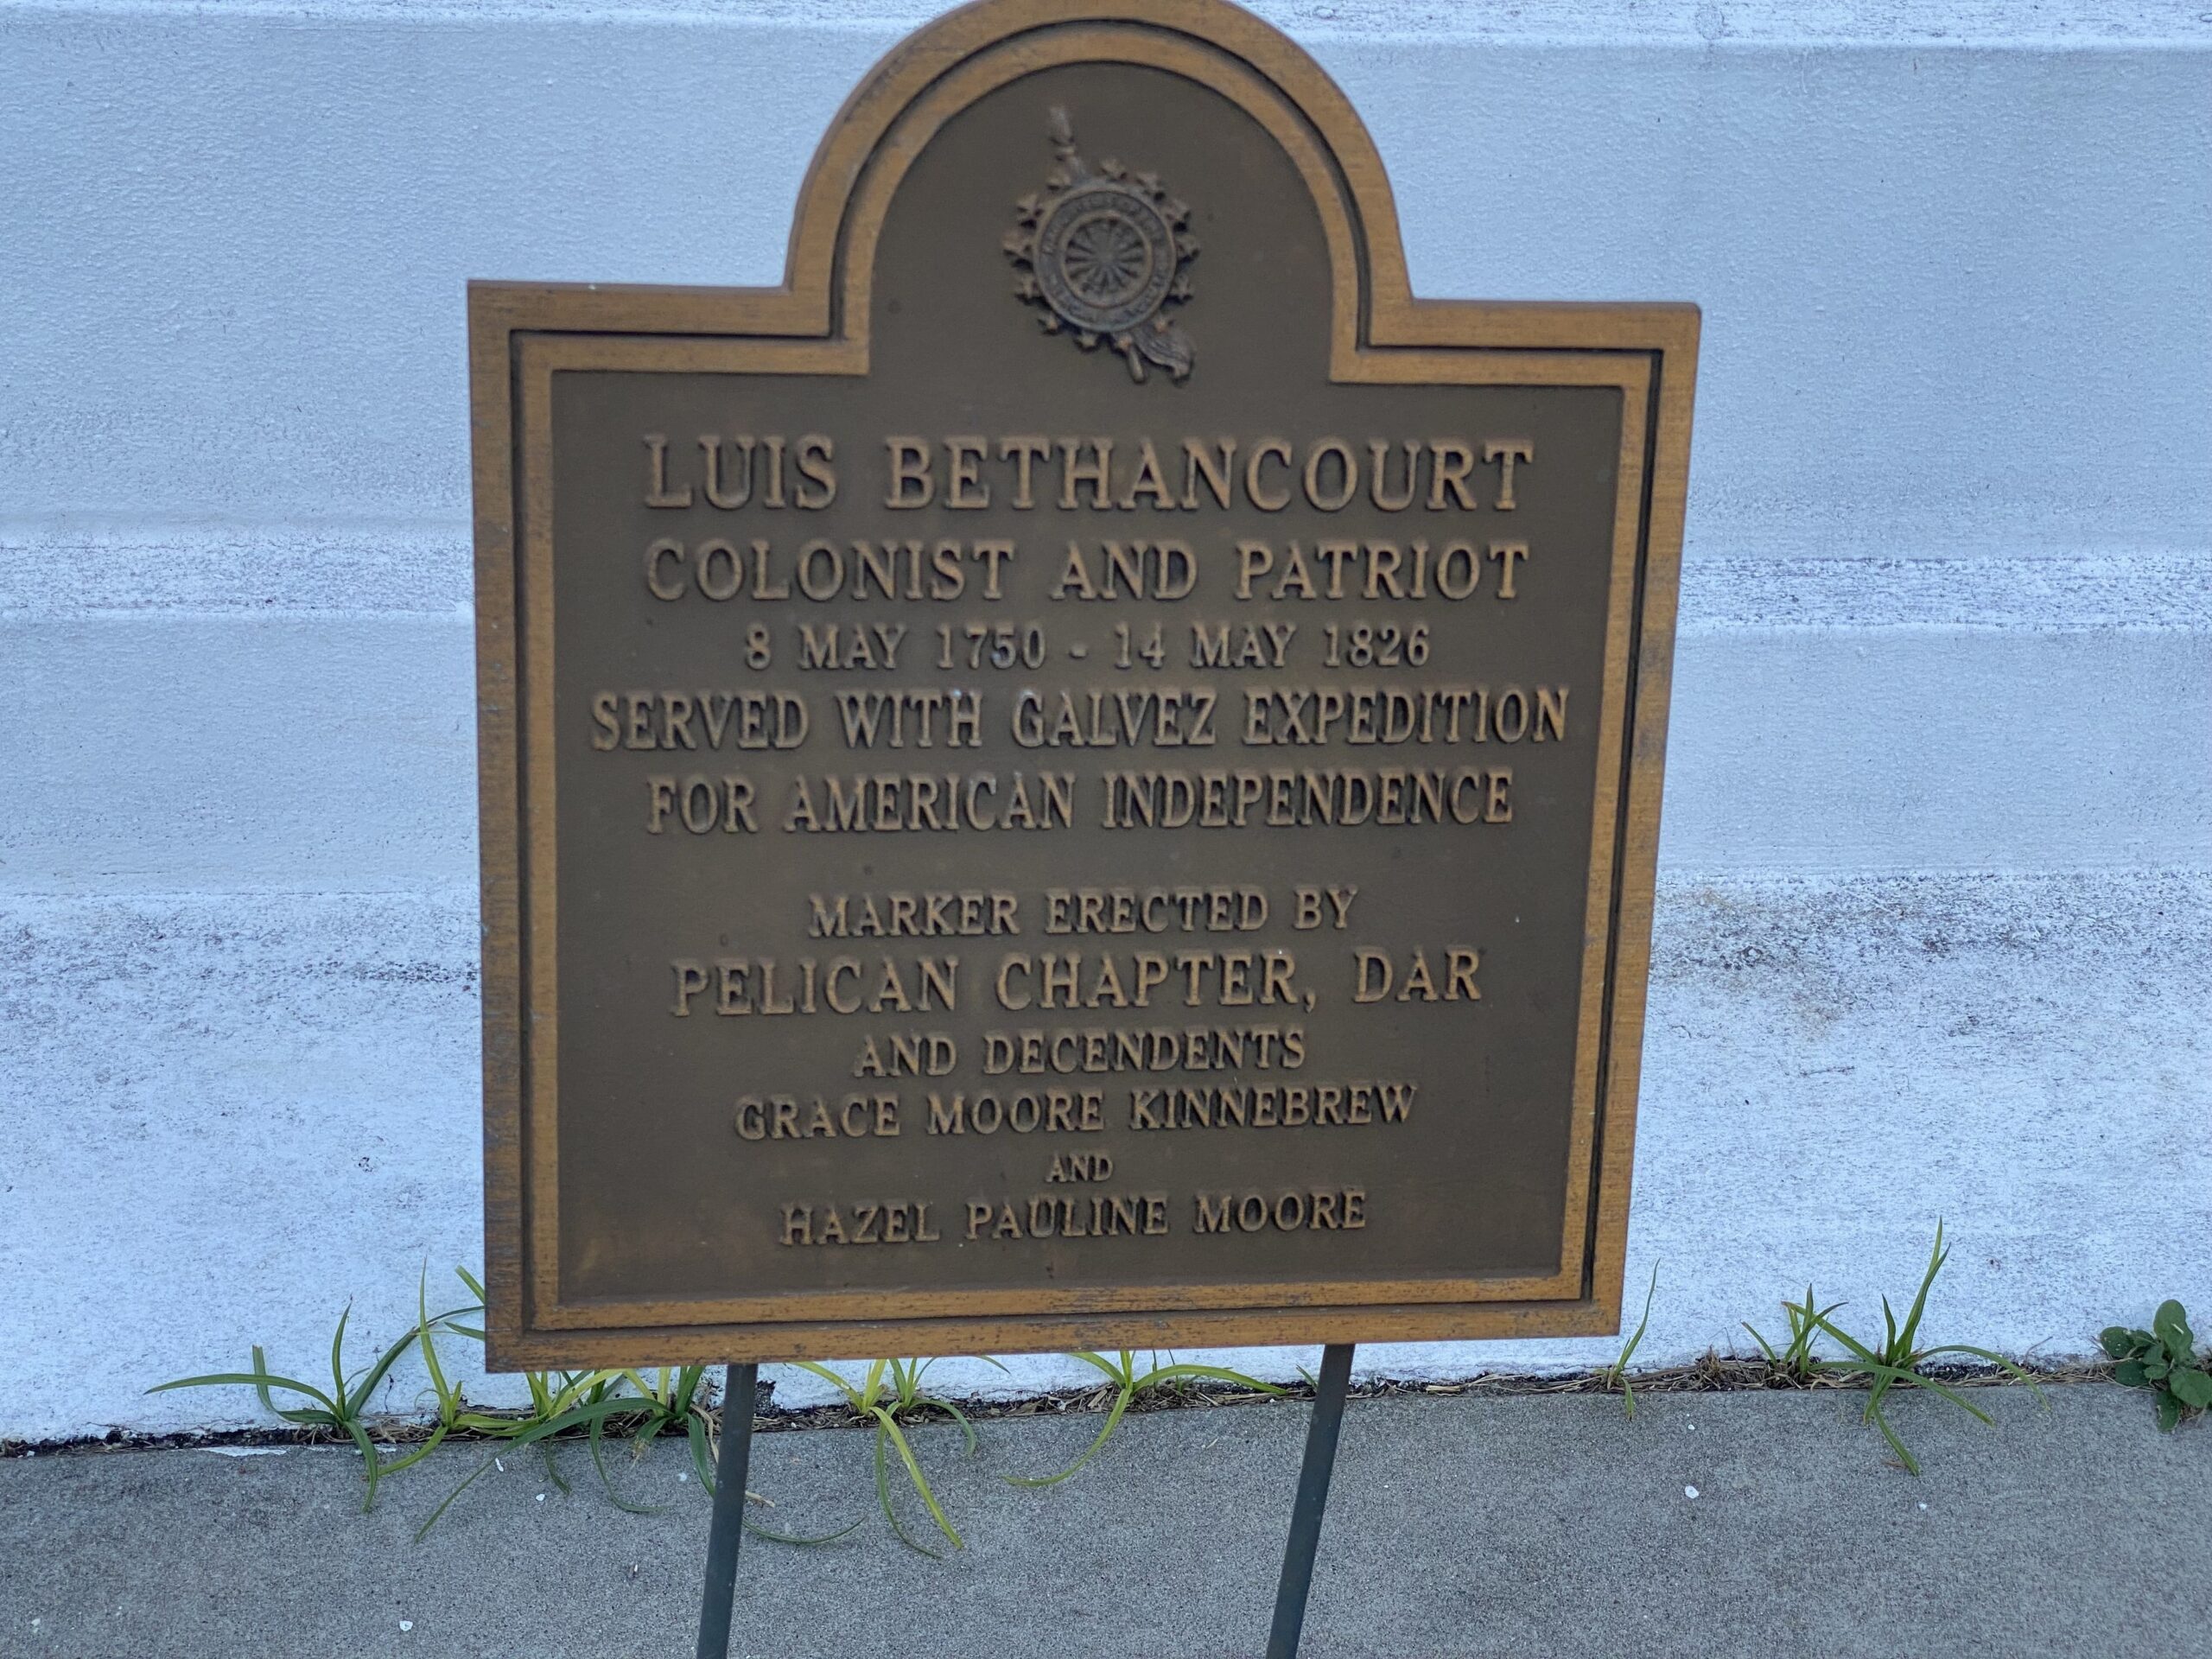 LUIS BETHANCOURT
COLONIST AND PATRIOT
8 MAY 1750 - 14 MAY 1826
SERVED WITH GALVEZ EXPEDITION
FOR AMERICAN INDEPENDENCE
MARKER ERECTED BY
PELICAN CHAPTER, DAR
AND DECENDENTS
GRACE MOORE KINNEBREW
AND
HAZEL PAULINE MOORE